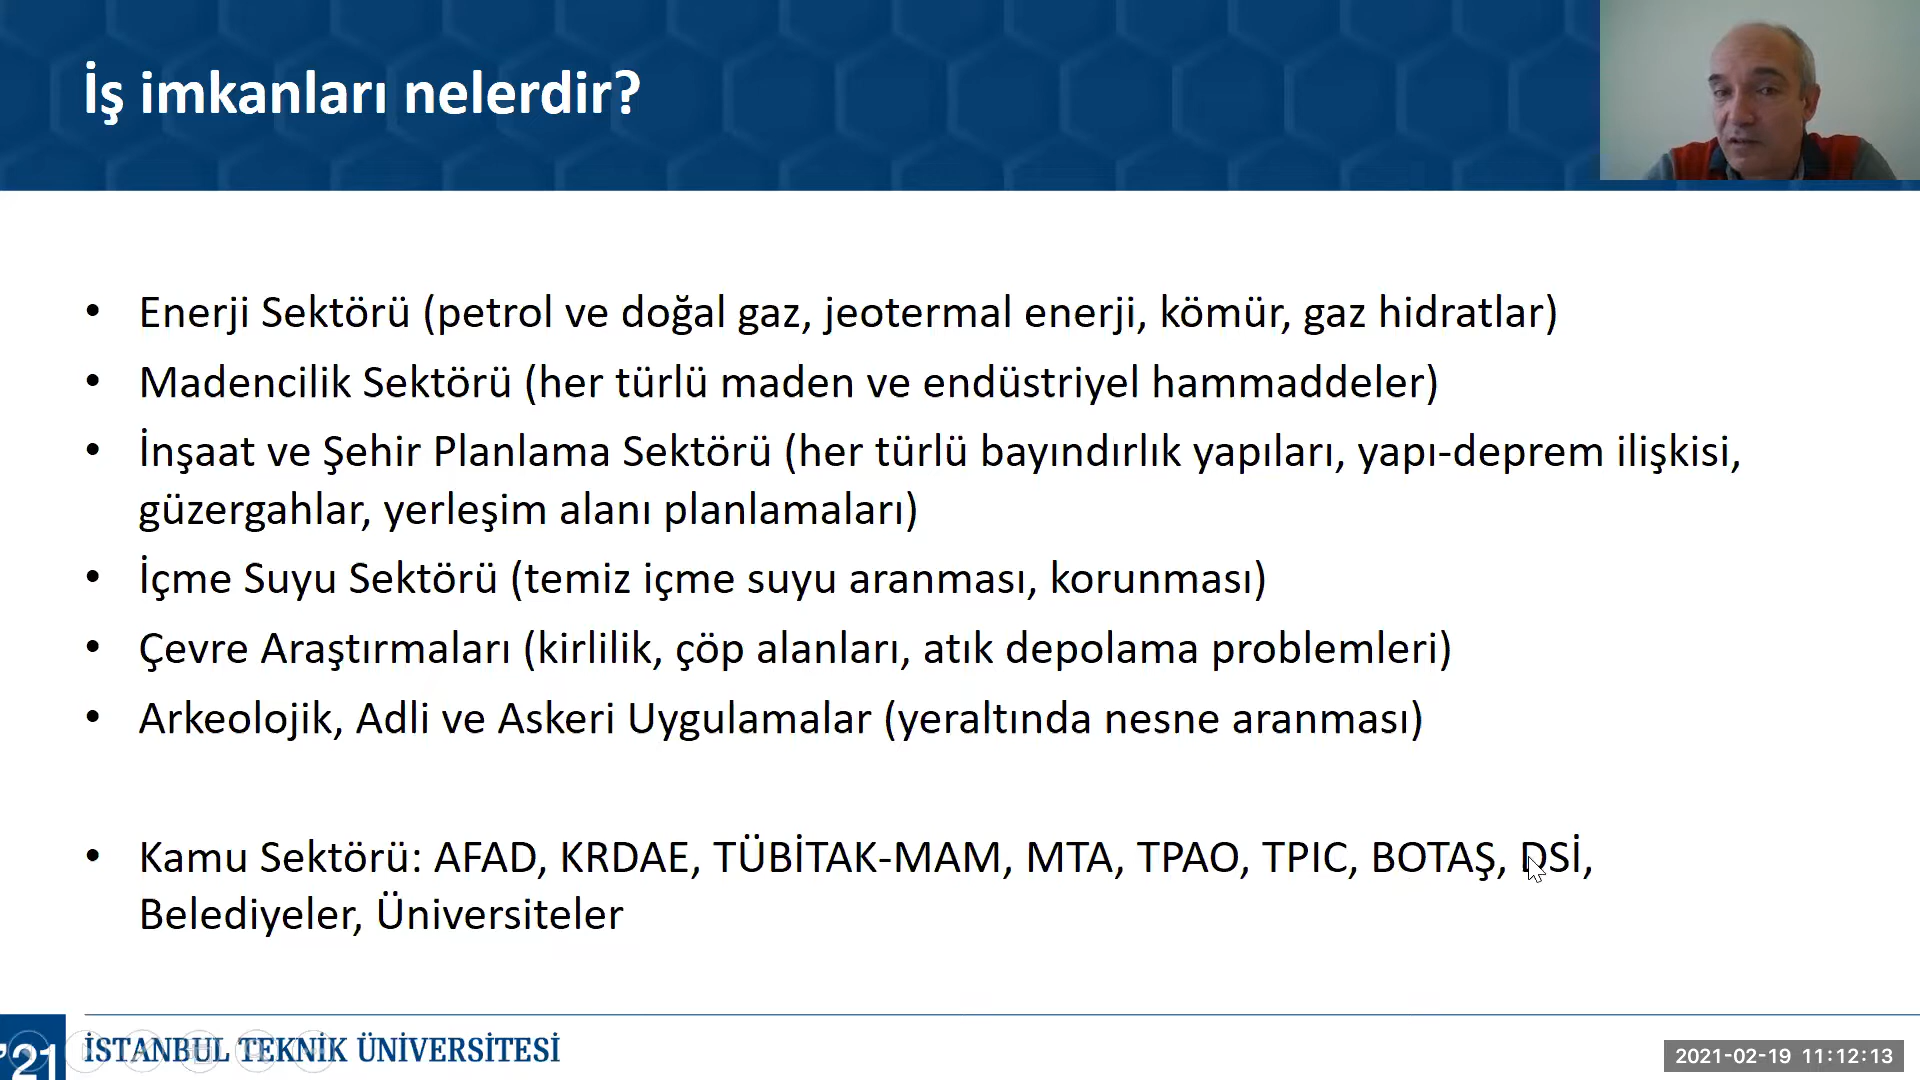 İş imkanları nelerdir?
• Enerji Sektörü (petrol ve doğal gaz, jeotermal enerji, kömür, gaz hidratlar)
• Madencilik Sektörü (her türlü maden ve endüstriyel hammaddeler)
• İnşaat ve Şehir Planlama Sektörü (her türlü bayındırlık yapıları, yapı-deprem ilişkisi,
güzergahlar, yerleşim alanı planlamaları)
• İçme Suyu Sektörü (temiz içme suyu aranması, korunması)
• Çevre Araştırmaları (kirlilik, çöp alanları, atık depolama problemleri)
• Arkeolojik, Adli ve Askeri Uygulamalar (yeraltında nesne aranması)
• Kamu Sektörü: AFAD, KRDAE, TÜBİTAK-MAM, MTA, TPAO, TPIC, BOTAŞ, DSİ,
Belediyeler, Üniversiteler
'21 İSTANBUL TEKNİK ÜNİVERSİTESİ
2021-02-19 11:12:13